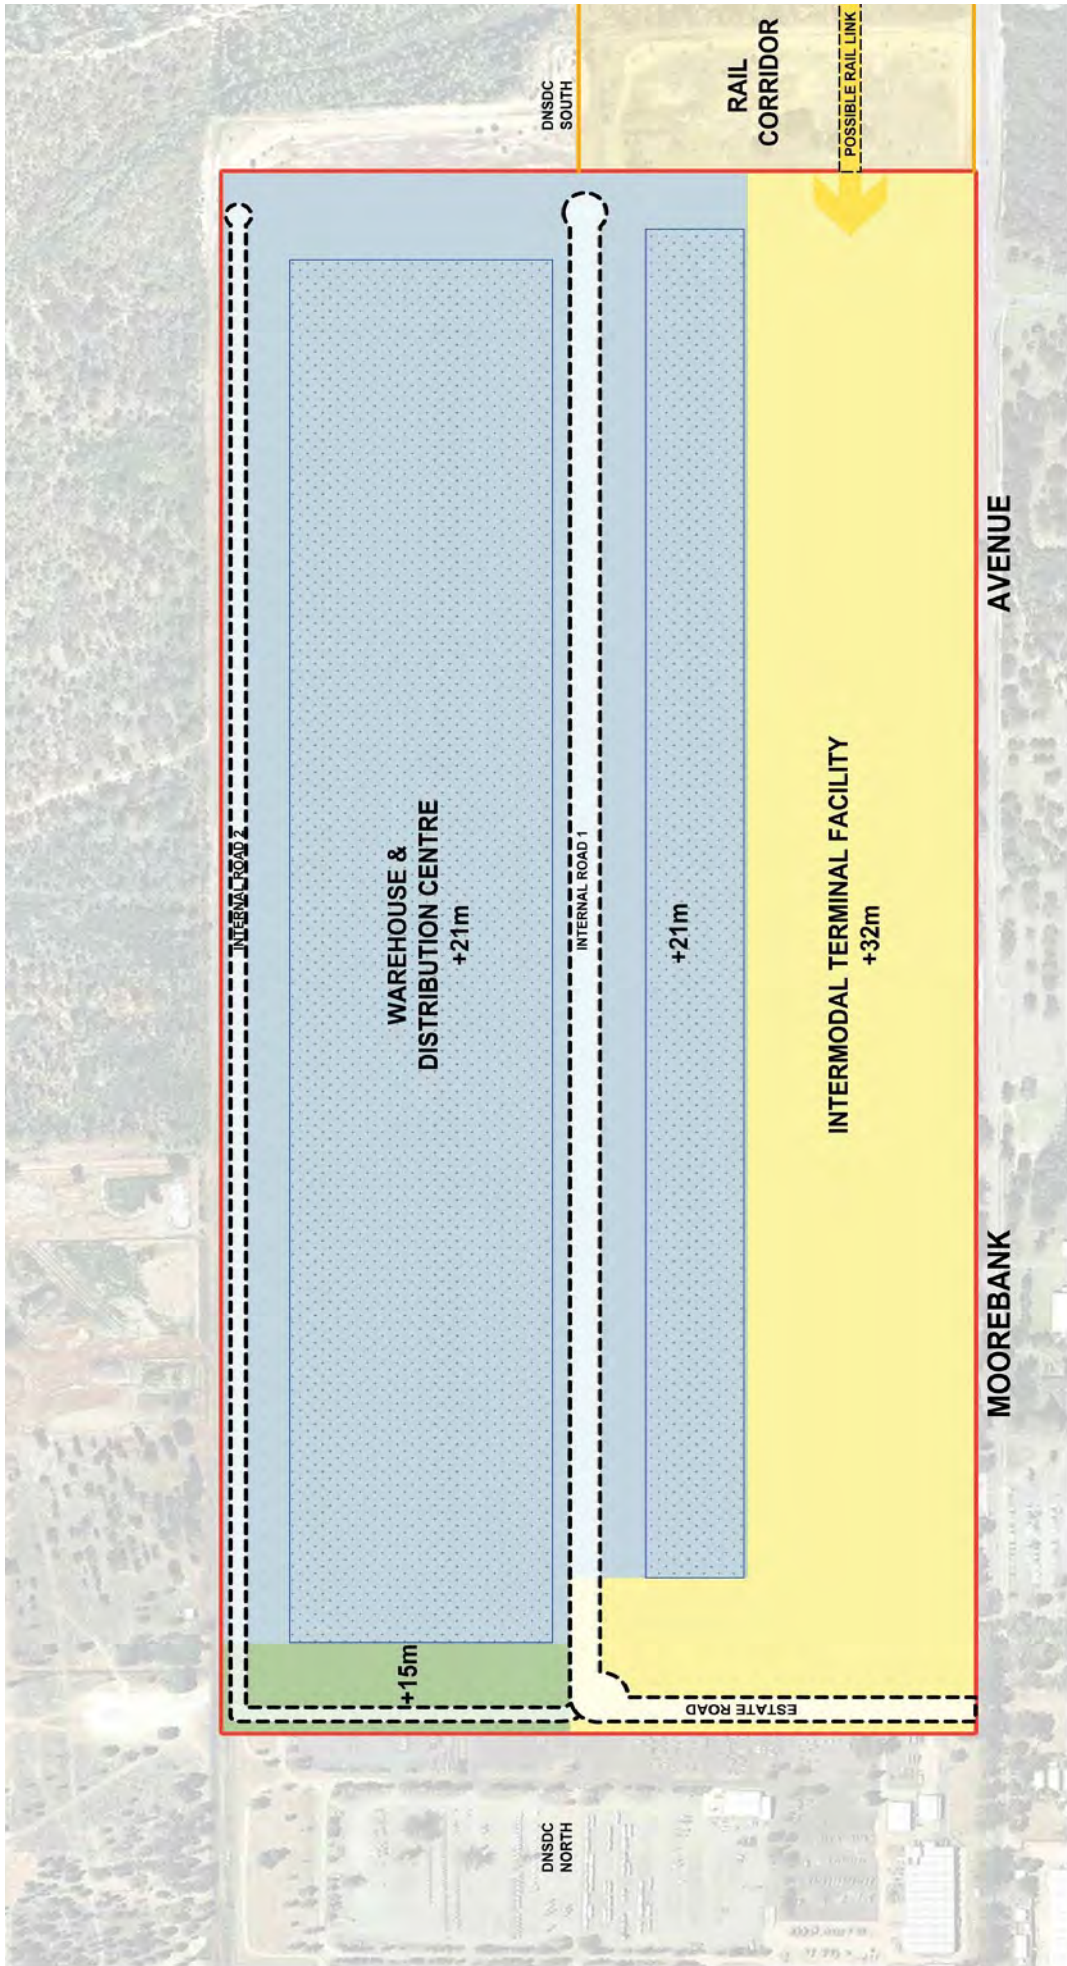 DNSDC
SOUTH
RAIL
CORRIDOR
POSSIBLE RAIL LINK
INTERNAL ROAD 2
WAREHOUSE &
DISTRIBUTION CENTRE
+21m
INTERNAL ROAD 1
+21m
INTERMODAL TERMINAL FACILITY
+32m
MOOREBANK
AVENUE
+15m
ESTATE ROAD
DNSDC
NORTH